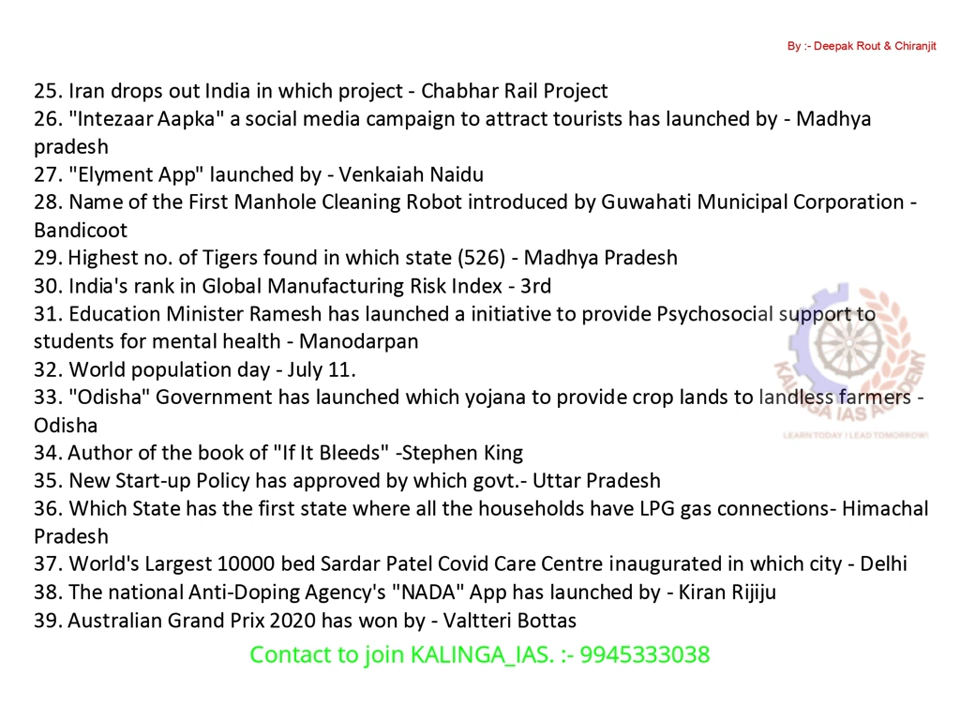 By :- Deepak Rout & Chiranjit
25. Iran drops out India in which project - Chabhar Rail Project
26. "Intezaar Aapka" a social media campaign to attract tourists has launched by - Madhya
pradesh
27. "Elyment App" launched by - Venkaiah Naidu
28. Name of the First Manhole Cleaning Robot introduced by Guwahati Municipal Corporation -
Bandicoot
29. Highest no. of Tigers found in which state (526) - Madhya Pradesh
30. India's rank in Global Manufacturing Risk Index - 3rd
31. Education Minister Ramesh has launched a initiative to provide Psychosocial support to
students for mental health - Manodarpan
32. World population day - July 11.
33. "Odisha" Government has launched which yojana to provide crop lands to landless farmers -
Odisha
34. Author of the book of "If It Bleeds" -Stephen King
35. New Start-up Policy has approved by which govt.- Uttar Pradesh
36. Which State has the first state where all the households have LPG gas connections- Himachal
Pradesh
37. World's Largest 10000 bed Sardar Patel Covid Care Centre inaugurated in which city - Delhi
38. The national Anti-Doping Agency's "NADA" App has launched by - Kiran Rijiju
39. Australian Grand Prix 2020 has won by - Valtteri Bottas
KALINGA IAS ACADEMY
LEARN TODAY ! LEAD TOMORROW!
Contact to join KALINGA_IAS. :- 9945333038